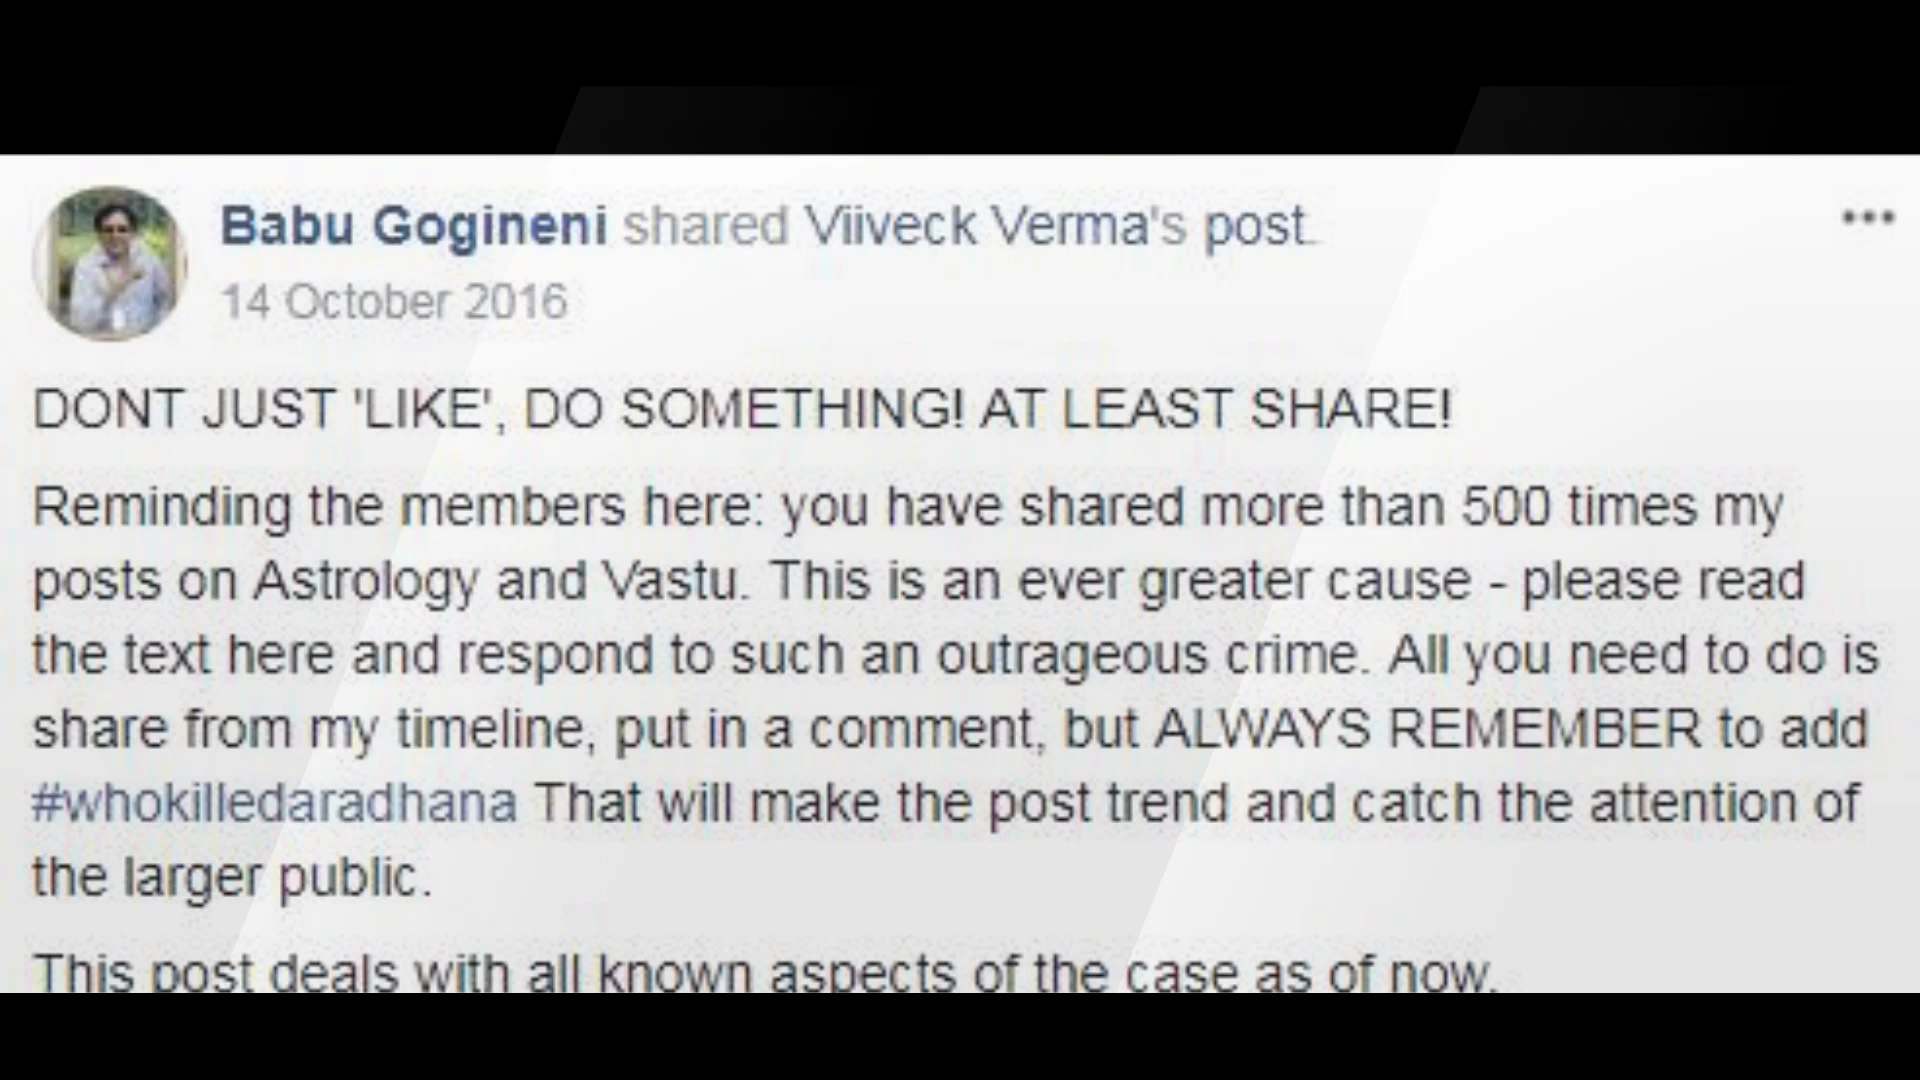 Babu Gogineni shared Viiveck Verma's post.
14 October 2016
DONT JUST 'LIKE', DO SOMETHING! AT LEAST SHARE!
Reminding the members here: you have shared more than 500 times my
posts on Astrology and Vastu. This is an ever greater cause - please read
the text here and respond to such an outrageous crime. All you need to do is
share from my timeline, put in a comment, but ALWAYS REMEMBER to add
#whokilledaradhana That will make the post trend and catch the attention of
the larger public.
This post deals with all known aspects of the case as of now.